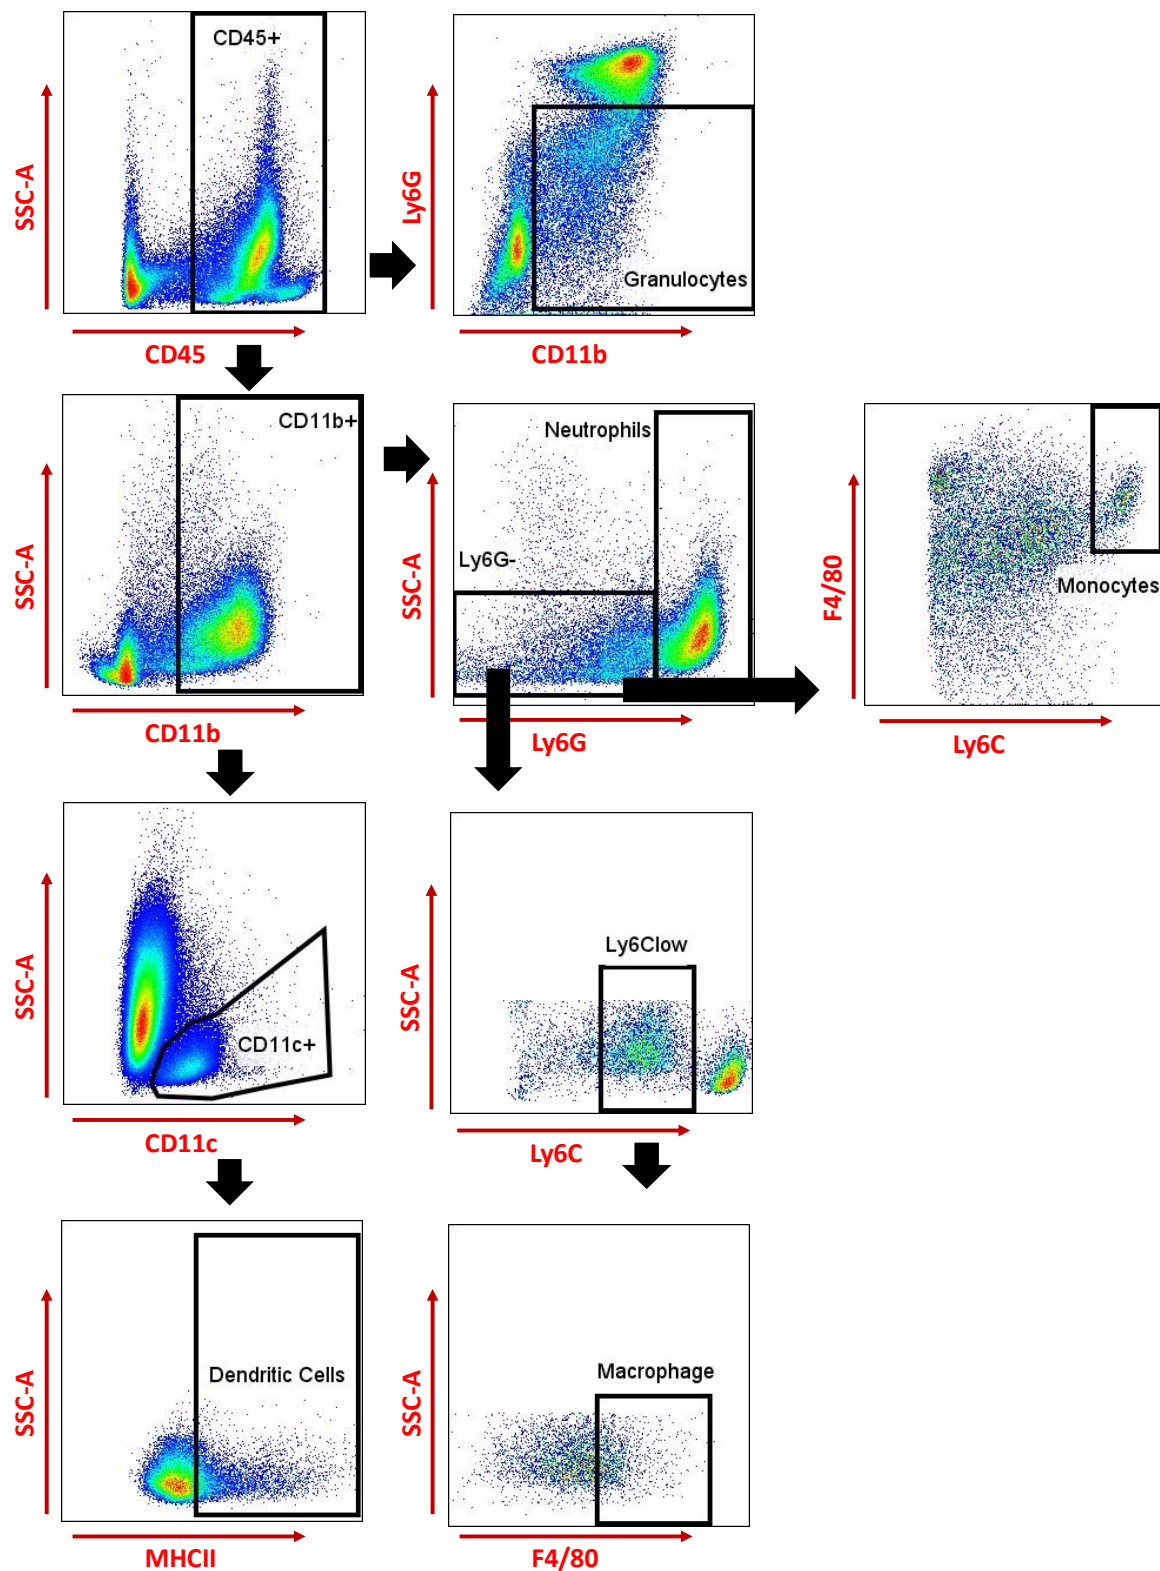 CD45+
SSC-A
CD45
Ly6G
Granulocytes
CD11b
CD11b+
SSC-A
CD11b
Neutrophils
Ly6G-
SSC-A
Ly6G
F4/80
Monocytes
Ly6C
SSC-A
CD11c+
CD11c
Ly6Clow
SSC-A
Ly6C
Dendritic Cells
SSC-A
MHCII
Macrophage
SSC-A
F4/80